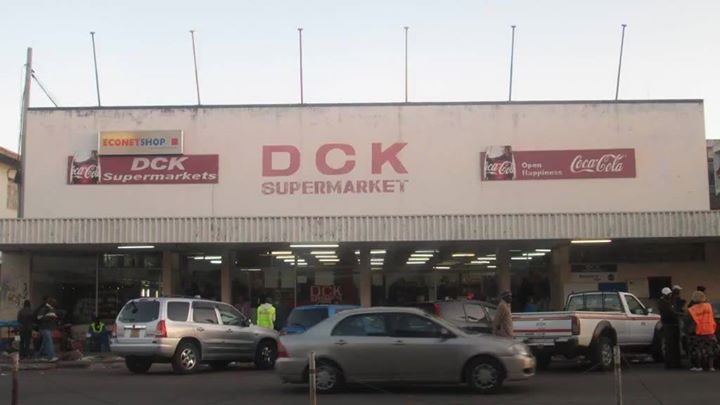 ECONETSHOP
Coca-Cola
DCK
Supermarkets
DCK
SUPERMARKET
Coca-Cola
Open
Happiness
Coca-Cola
DCK